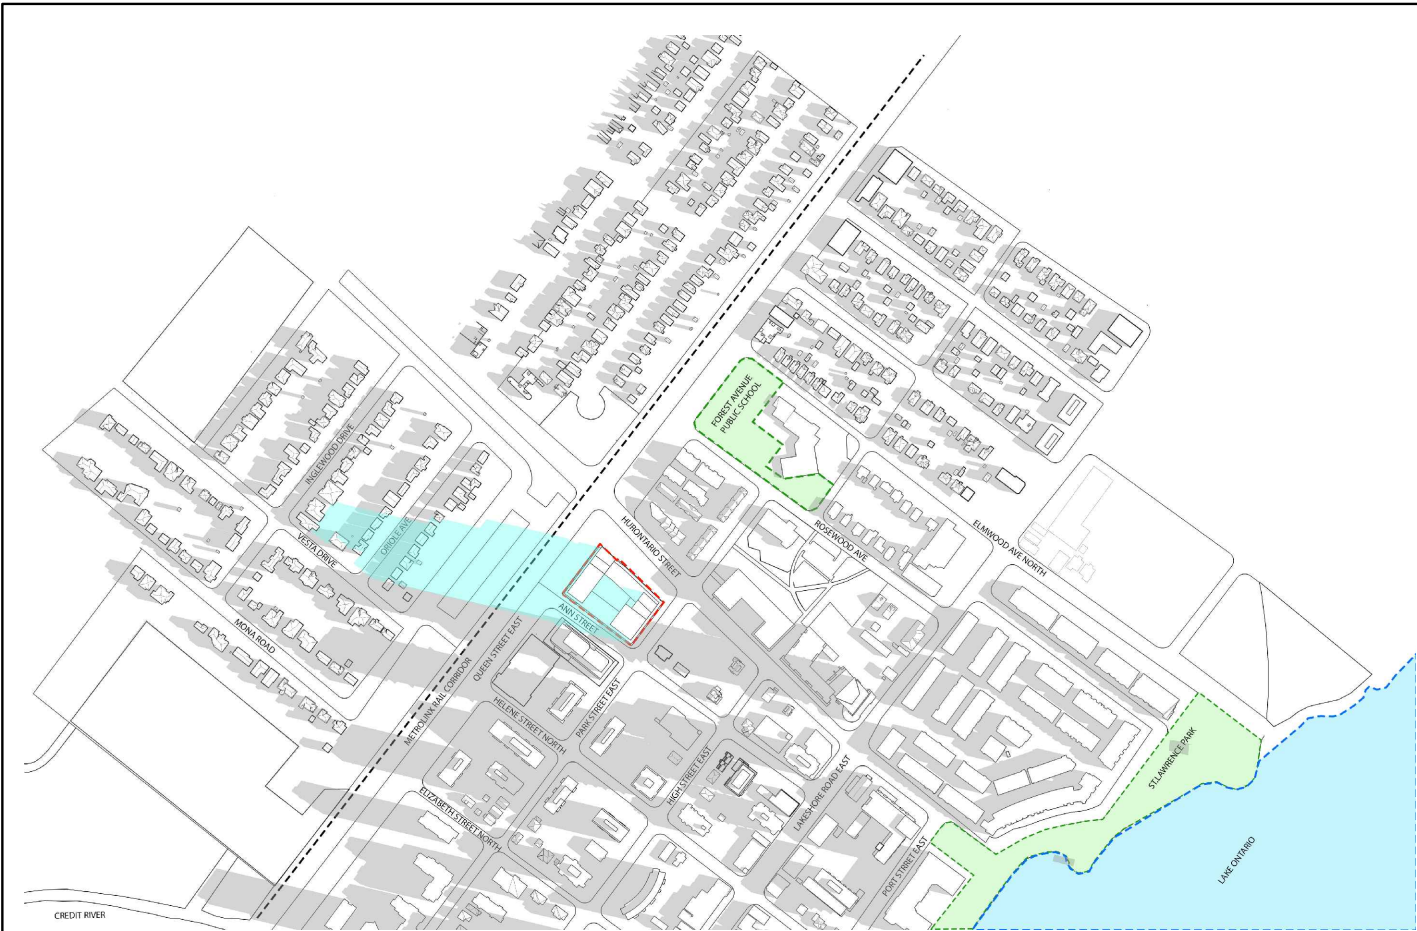 FOREST AVENUE
PUBLIC SCHOOL
INGLEWOOD DRIVE
ORIOLE AVE
VESTA DRIVE
HURONTARIO STREET
ROSEWOOD AVE
ELMWOOD AVE NORTH
ANN STREET
MONA ROAD
QUEEN STREET EAST
METROLINX RAIL CORRIDOR
PARK STREET EAST
HELENE STREET NORTH
HIGH STREET EAST
LAKESHORE ROAD EAST
ELIZABETH STREET NORTH
PORT STRRET EAST
ST.LAWRENCE PARK
LAKE ONTARIO
CREDIT RIVER